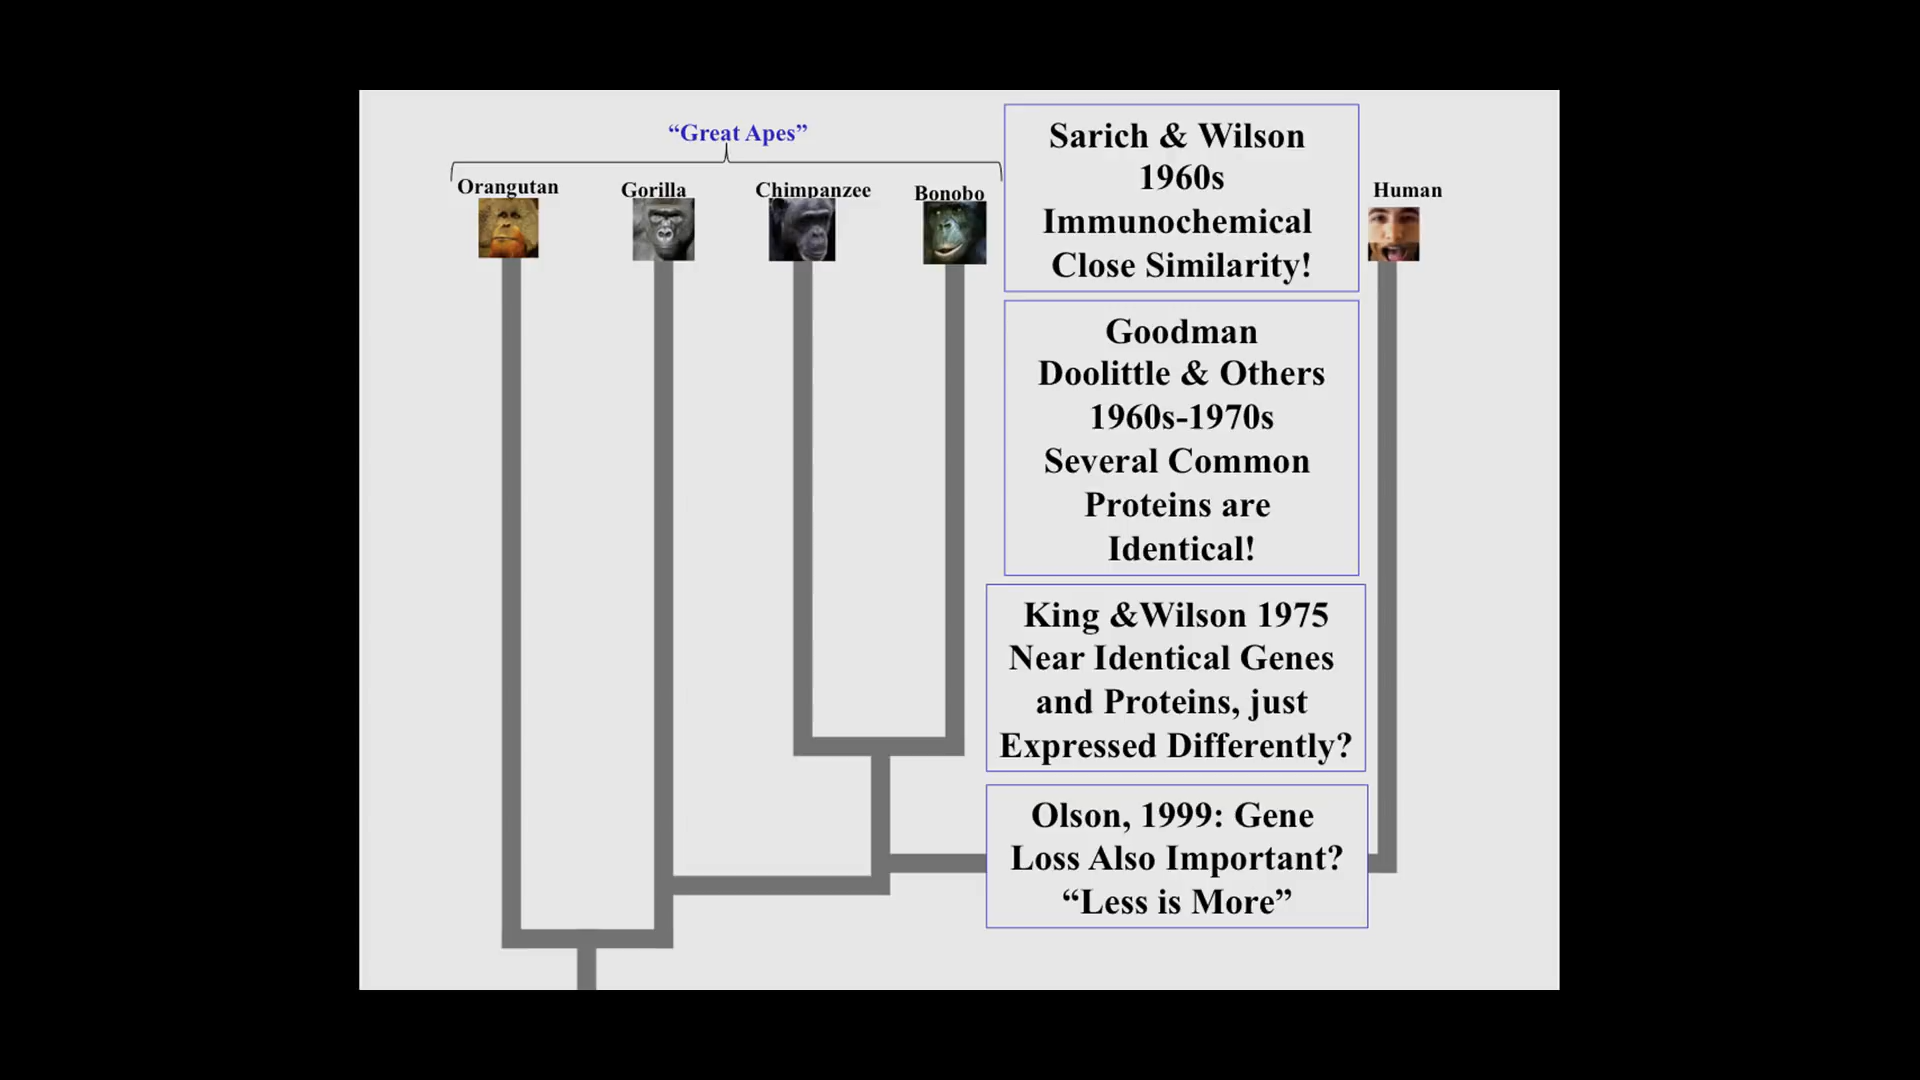 “Great Apes”
Orangutan
Gorilla
Chimpanzee
Bonobo
Human
Sarich & Wilson
1960s
Immunochemical
Close Similarity!
Goodman
Doolittle & Others
1960s-1970s
Several Common
Proteins are
Identical!
King &Wilson 1975
Near Identical Genes
and Proteins, just
Expressed Differently?
Olson, 1999: Gene
Loss Also Important?
“Less is More”